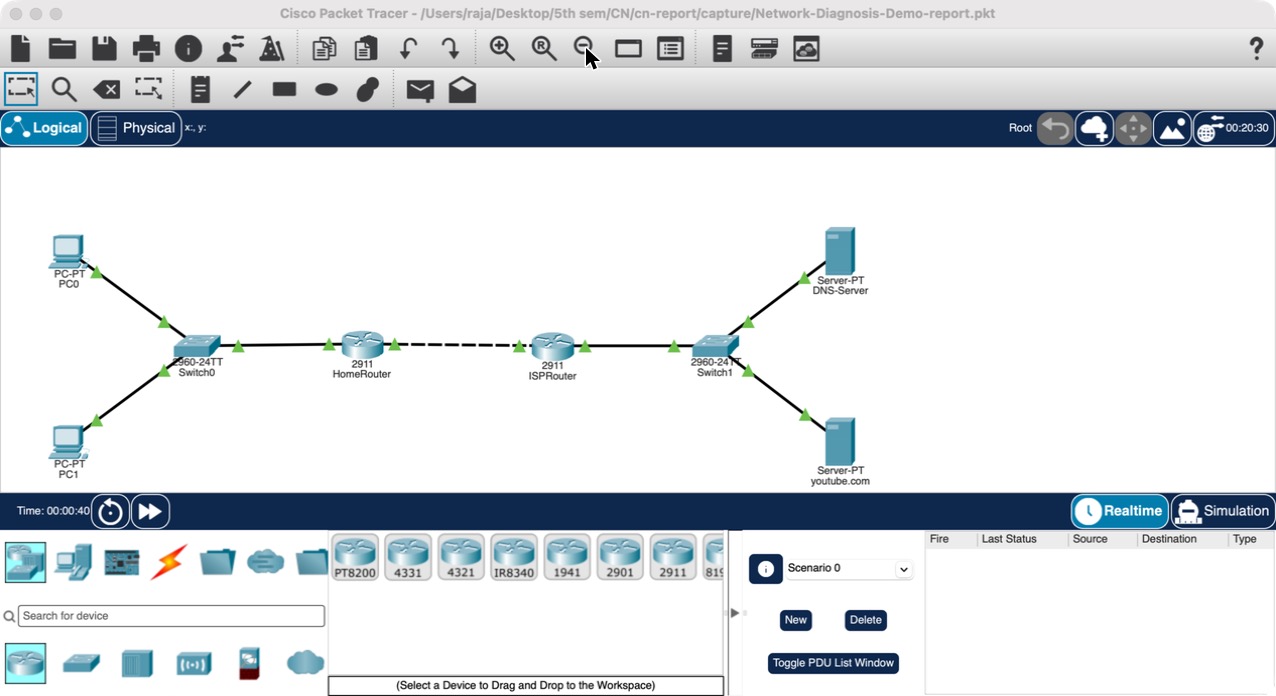 Cisco Packet Tracer - /Users/raja/Desktop/5th sem/CN/cn-report/capture/Network-Diagnosis-Demo-report.pkt
R
?
Logical
Physical
x:, y:
Root
00:20:30
PC-PT
PC0
Server-PT
DNS-Server
2960-24TT
Switch0
2911
HomeRouter
2911
ISPRouter
2960-24TT
Switch1
PC-PT
PC1
Server-PT
youtube.com
Time: 00:00:40
Realtime
Simulation
PT8200
4331
4321
IR8340
1941
2901
2911
819
Search for device
(Select a Device to Drag and Drop to the Workspace)
Scenario 0
New
Delete
Toggle PDU List Window
Fire
Last Status
Source
Destination
Type